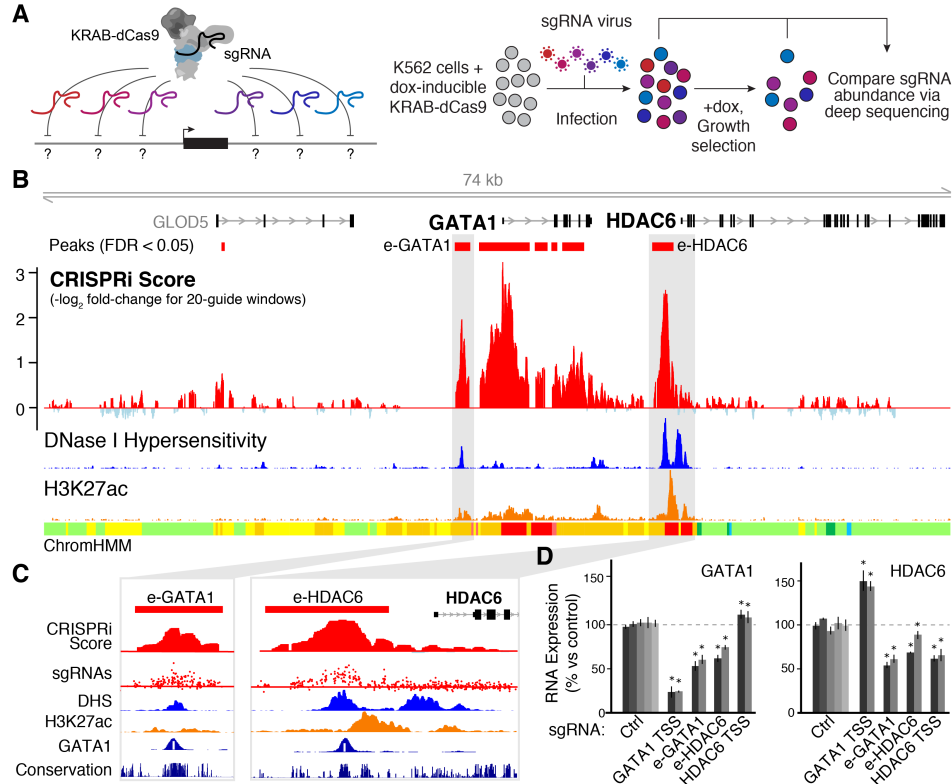 A
KRAB-dCas9
sgRNA
? ? ? ? ? ?
sgRNA virus
K562 cells +
dox-inducible
KRAB-dCas9
Infection
+dox,
Growth
selection
Compare sgRNA
abundance via
deep sequencing
B
74 kb
GLOD5
GATA1
HDAC6
Peaks (FDR < 0.05)
e-GATA1
e-HDAC6
CRISPRi Score
(-log2 fold-change for 20-guide windows)
3
2
1
0
DNase I Hypersensitivity
H3K27ac
ChromHMM
C
e-GATA1
e-HDAC6
HDAC6
CRISPRi
Score
sgRNAs
DHS
H3K27ac
GATA1
Conservation
D
GATA1
HDAC6
RNA Expression
(% vs control)
150
100
50
0
* * * * * * * *
150
100
50
0
* * * * * * * *
sgRNA:
Ctrl
GATA1 TSS
e-GATA1
e-HDAC6
HDAC6 TSS
Ctrl
GATA1 TSS
e-GATA1
e-HDAC6
HDAC6 TSS